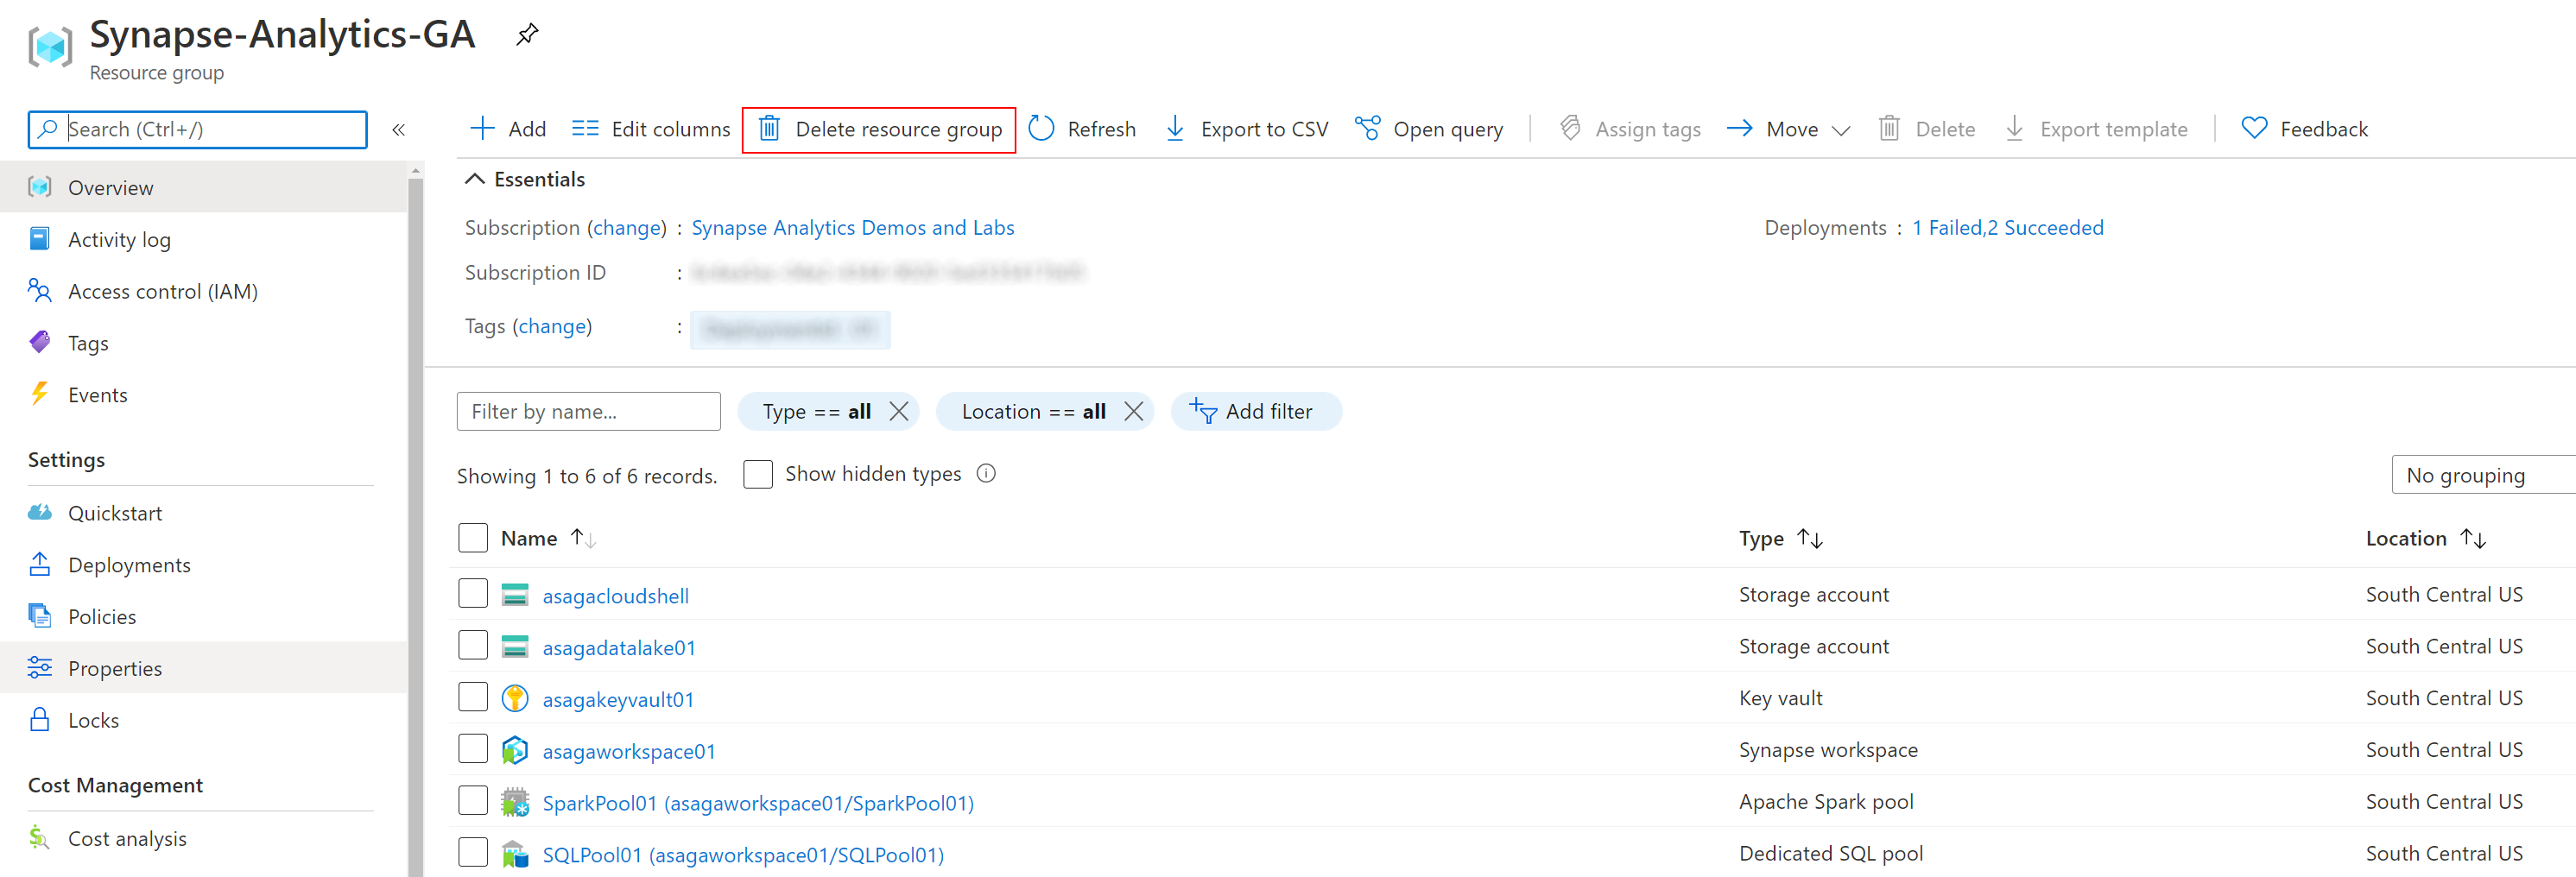 Synapse-Analytics-GA
Resource group
Search (Ctrl+/)
«
Add
Edit columns
Delete resource group
Refresh
Export to CSV
Open query
Assign tags
Move
Delete
Export template
Feedback
Overview
Activity log
Access control (IAM)
Tags
Events
Settings
Quickstart
Deployments
Policies
Properties
Locks
Cost Management
Cost analysis
Essentials
Subscription (change) : Synapse Analytics Demos and Labs
Deployments : 1 Failed,2 Succeeded
Subscription ID :
Tags (change) :
Filter by name...
Type == all
Location == all
Add filter
Showing 1 to 6 of 6 records.
Show hidden types
No grouping
Name Type Location
asagacloudshell Storage account South Central US
asagadatalake01 Storage account South Central US
asagakeyvault01 Key vault South Central US
asagaworkspace01 Synapse workspace South Central US
SparkPool01 (asagaworkspace01/SparkPool01) Apache Spark pool South Central US
SQLPool01 (asagaworkspace01/SQLPool01) Dedicated SQL pool South Central US